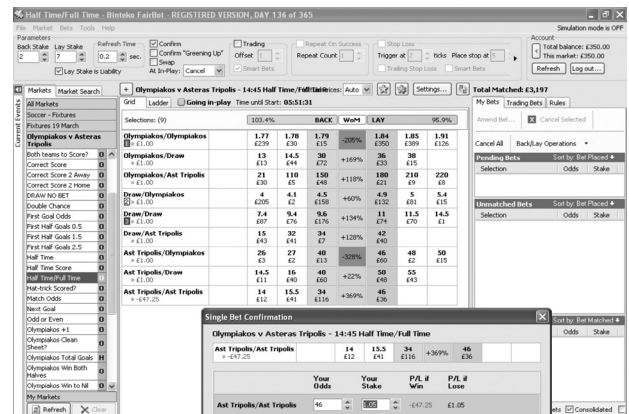 Half Time/Full Time - Binteko FairBot - REGISTERED VERSION, DAY 136 of 365
File Market Bets Tools Help
Simulation mode is OFF
Parameters
Back Stake Lay Stake Refresh Time
2 7 0.2 sec.
Lay Stake is Liability
Confirm
Confirm "Greening Up"
Swap
At In-Play: Cancel
Trading
Offset 1
Smart Bets
Repeat On Success
Repeat Count 1
Stop Loss
Trigger at 2 ticks Place stop at 5
Trailing Stop Loss Smart Bets
Account
Total balance: £350.00
This market: £350.00
Refresh Log out...
Current Events
Markets Market Search
All Markets
Soccer - Fixtures
Fixtures 19 March
Olympiakos v Asteras Tripolis
Both teams to Score?
Correct Score
Correct Score 2 Away
Correct Score 2 Home
DRAW NO BET
Double Chance
First Goal Odds
First Half Goals 0.5
First Half Goals 1.5
First Half Goals 2.5
Half Time
Half Time Score
Half Time/Full Time
Hat-trick Scored?
Match Odds
Next Goal
Odd or Even
Olympiakos +1
Olympiakos Clean Sheet?
Olympiakos Total Goals H
Olympiakos Win Both Halves
Olympiakos Win to Nil
My Markets
Refresh Clear
Olympiakos v Asteras Tripolis - 14:45 Half Time/Full Time
Prices: Auto Settings...
Grid Ladder Going in-play Time until Start: 05:51:31
Selections: (9) 103.4% BACK WoM LAY 95.9%
Olympiakos/Olympiakos 1.77 1.78 1.79 -205% 1.84 1.85 1.91
1 » £1.00 £239 £30 £15 £350 £389 £126
Olympiakos/Draw 13 14.5 30 +169% 36 38
» £1.00 £13 £44 £72 £33 £15
Olympiakos/Ast Tripolis 21 110 150 +118% 180 210 220
» £1.00 £30 £5 £48 £21 £9 £8
Draw/Olympiakos 4 4.1 4.5 +60% 4.9 5 5.4
2 » £1.00 £205 £2 £158 £132 £81 £15
Draw/Draw 7.4 9.4 9.6 +134% 11 11.5 14.5
3 » £1.00 £87 £76 £176 £74 £70 £1
Draw/Ast Tripolis 15 32 34 +128% 42
» £1.00 £43 £41 £7 £40
Ast Tripolis/Olympiakos 26 27 40 -328% 46 48 50
» £1.00 £3 £2 £13 £60 £2 £15
Ast Tripolis/Draw 14.5 16 40 +22% 50 55
» £1.00 £11 £40 £60 £48 £43
Ast Tripolis/Ast Tripolis 14 15.5 34 +369% 46
» £-47.25 £12 £41 £116 £36
Total Matched: £3,197
My Bets Trading Bets Rules
Amend Bet... Cancel Selected
Cancel All Back/Lay Operations
Pending Bets Sort by: Bet Placed
Selection Odds Stake
Unmatched Bets Sort by: Bet Placed
Selection Odds Stake
Sort by: Bet Matched
Odds Stake
ets Consolidated
Single Bet Confirmation
Olympiakos v Asteras Tripolis - 14:45 Half Time/Full Time
Ast Tripolis/Ast Tripolis 14 15.5 34 +369% 46
» -£47.25 £12 £41 £116 £36
Your Odds Your Stake P/L if Win P/L if Lose
Ast Tripolis/Ast Tripolis 46 1.05 -£47.25 £1.05